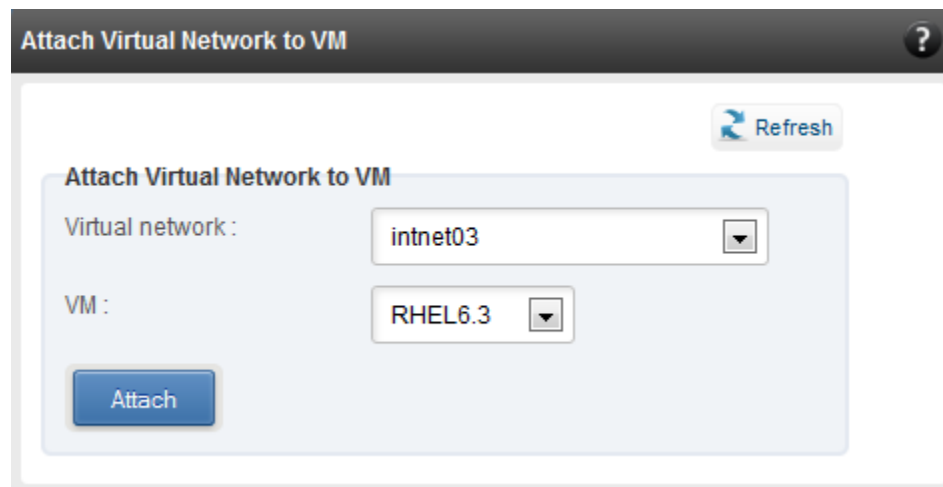 Attach Virtual Network to VM
?
Refresh
Attach Virtual Network to VM
Virtual network : intnet03
VM : RHEL6.3
Attach